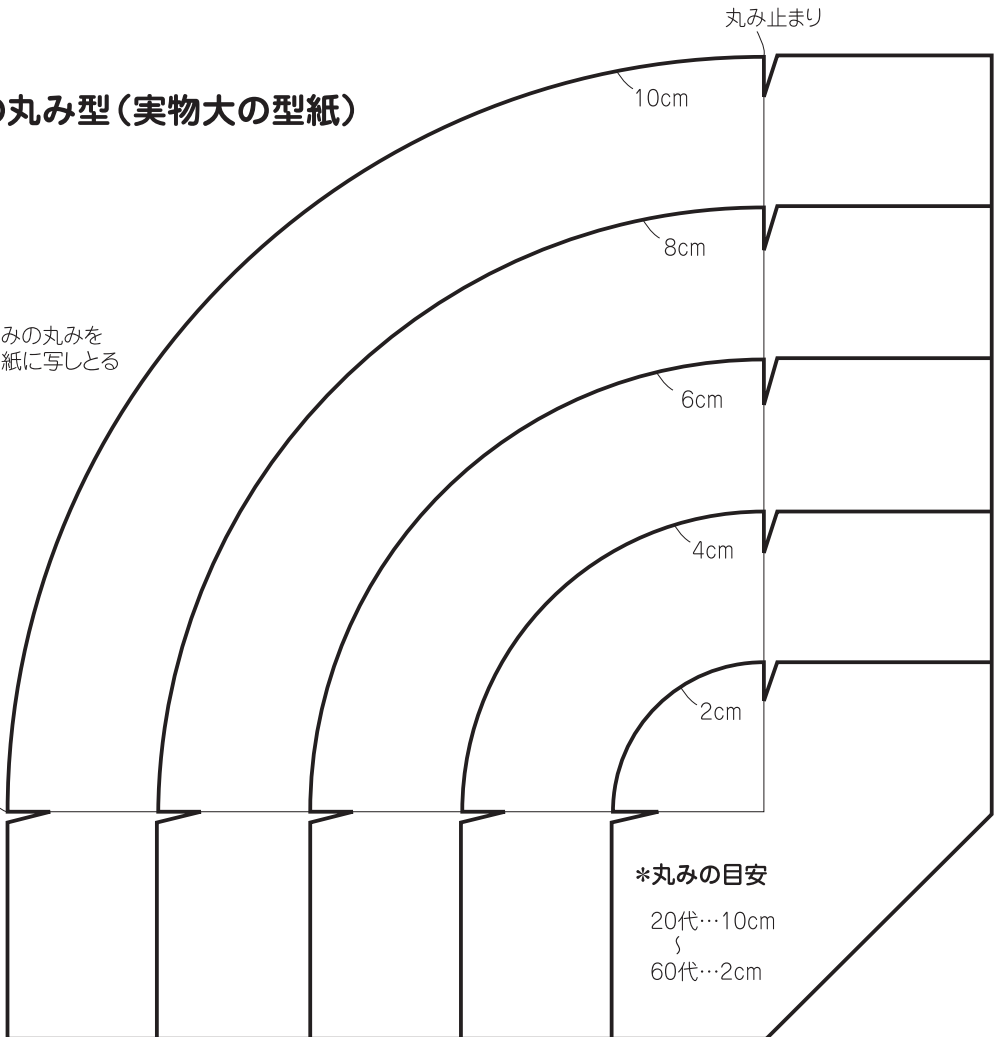 丸み止まり
丸み型（実物大の型紙）
10cm
8cm
みの丸みを
紙に写しとる
6cm
4cm
2cm
＊丸みの目安
20代…10cm
〜
60代…2cm